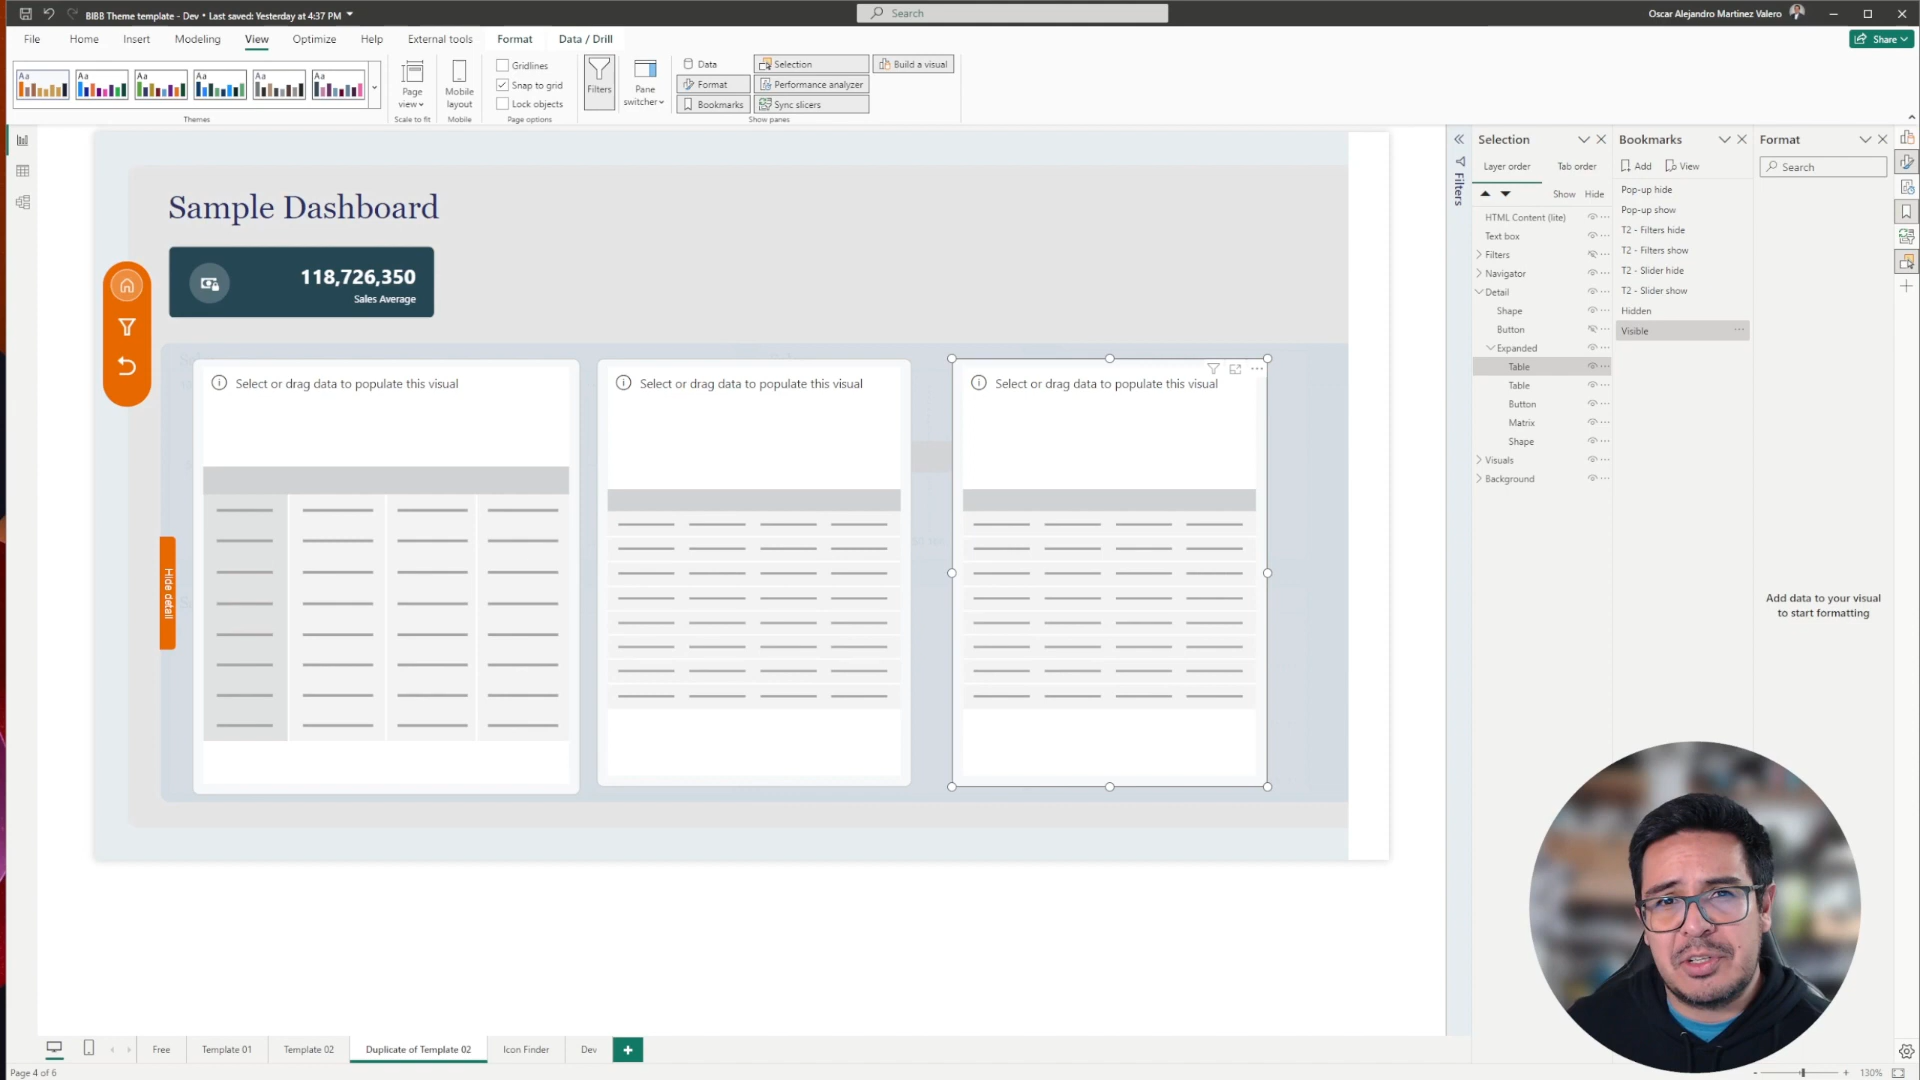 BIBB Theme template - Dev • Last saved: Yesterday at 4:37 PM
Search
Oscar Alejandro Martinez Valero
File
Home
Insert
Modeling
View
Optimize
Help
External tools
Format
Data / Drill
Share
Aa
Aa
Aa
Aa
Aa
Aa
Themes
Page view
Scale to fit
Mobile layout
Mobile
Gridlines
Snap to grid
Lock objects
Page options
Filters
Pane switcher
Data
Format
Bookmarks
Selection
Performance analyzer
Sync slicers
Build a visual
Show panes
Sample Dashboard
118,726,350
Sales Average
Select or drag data to populate this visual
Select or drag data to populate this visual
Select or drag data to populate this visual
Hide detail
Filters
Selection
Layer order
Tab order
Show
Hide
HTML Content (lite)
Text box
Filters
Navigator
Detail
Shape
Button
Expanded
Table
Table
Button
Matrix
Shape
Visuals
Background
Bookmarks
Add
View
Pop-up hide
Pop-up show
T2 - Filters hide
T2 - Filters show
T2 - Slider hide
T2 - Slider show
Hidden
Visible
Format
Search
Add data to your visual
to start formatting
Free
Template 01
Template 02
Duplicate of Template 02
Icon Finder
Dev
Page 4 of 6
130%